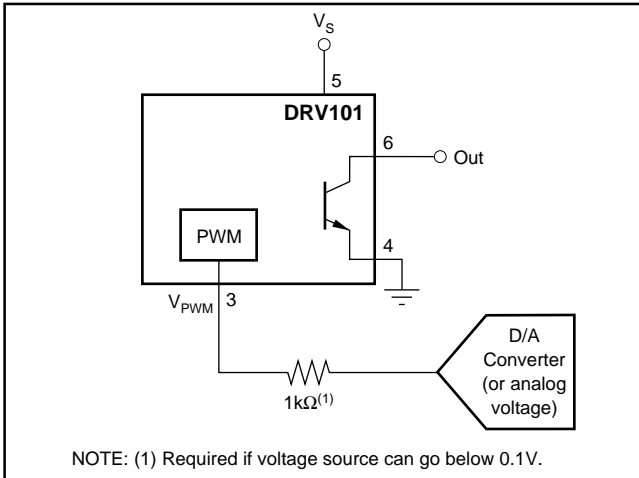 V_S
5
DRV101
6
Out
PWM
4
V_PWM
3
D/A
Converter
(or analog
voltage)
1kΩ(1)
NOTE: (1) Required if voltage source can go below 0.1V.